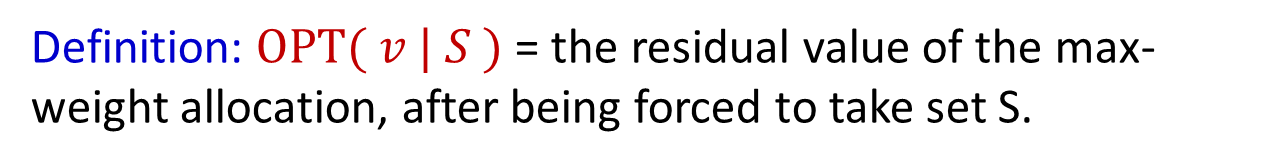 Definition: OPT( 𝑣 | 𝑆 ) = the residual value of the max-
weight allocation, after being forced to take set S.